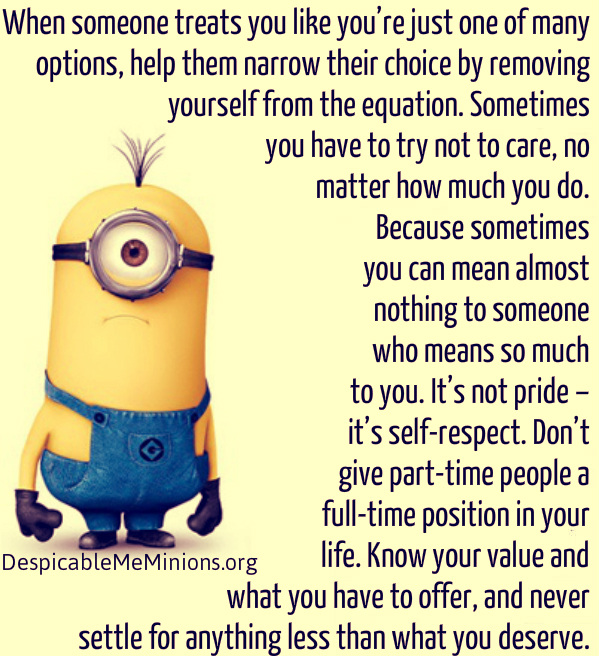 When someone treats you like you’re just one of many
options, help them narrow their choice by removing
yourself from the equation. Sometimes
you have to try not to care, no
matter how much you do.
Because sometimes
you can mean almost
nothing to someone
who means so much
to you. It’s not pride –
it’s self-respect. Don’t
give part-time people a
full-time position in your
life. Know your value and
what you have to offer, and never
settle for anything less than what you deserve.
DespicableMeMinions.org